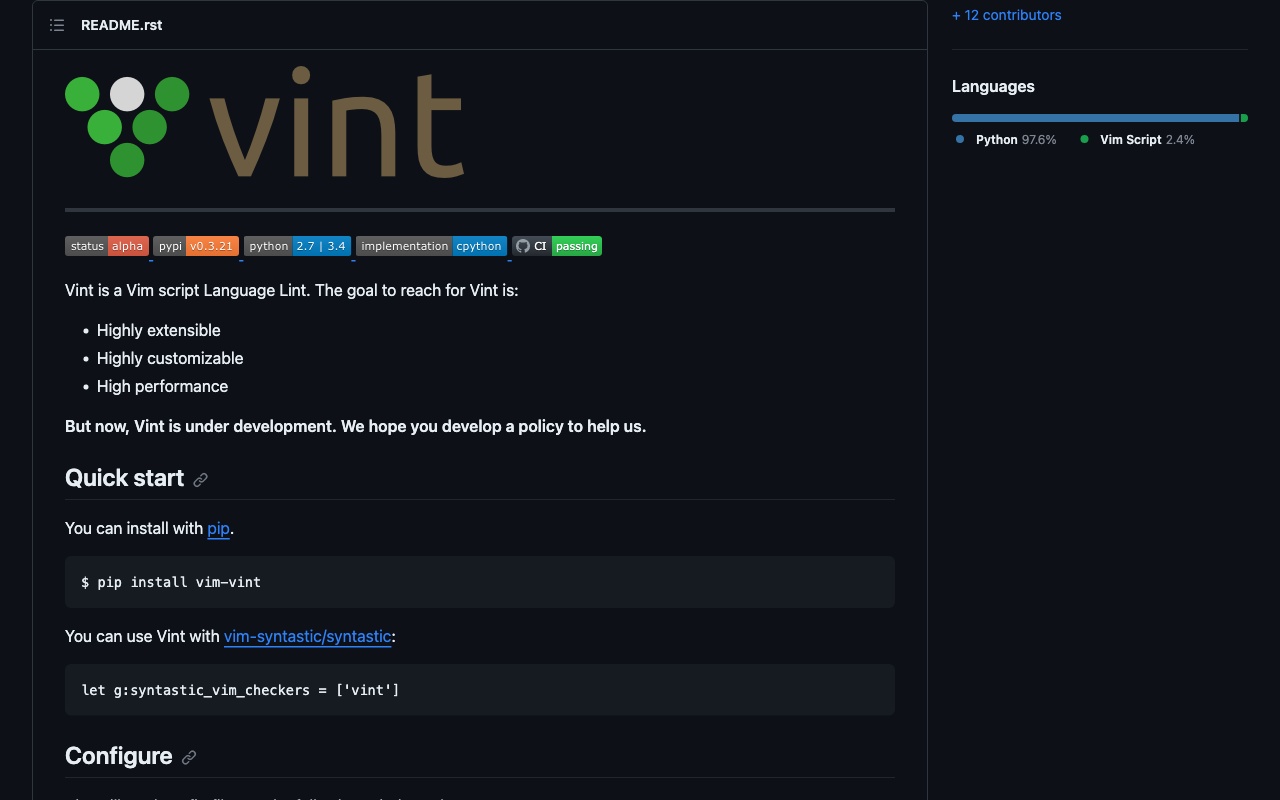 README.rst
vint
status alpha pypi v0.3.21 python 2.7 | 3.4 implementation cpython CI passing
Vint is a Vim script Language Lint. The goal to reach for Vint is:
• Highly extensible
• Highly customizable
• High performance
But now, Vint is under development. We hope you develop a policy to help us.
Quick start
You can install with pip.
$ pip install vim-vint
You can use Vint with vim-syntastic/syntastic:
let g:syntastic_vim_checkers = ['vint']
Configure
+ 12 contributors
Languages
Python 97.6% Vim Script 2.4%